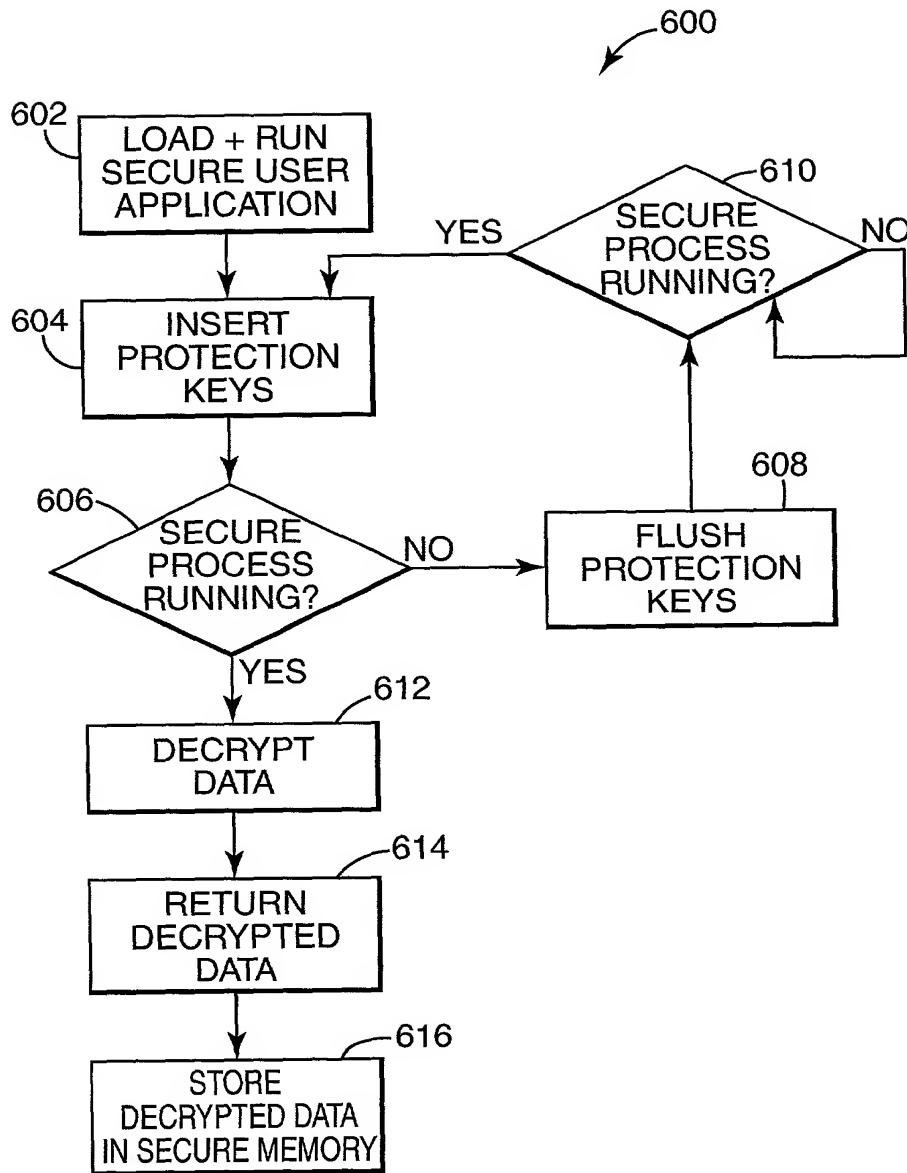 600
602
LOAD + RUN
SECURE USER
APPLICATION
610
SECURE
PROCESS
RUNNING?
YES
NO
604
INSERT
PROTECTION
KEYS
606
SECURE
PROCESS
RUNNING?
NO
YES
608
FLUSH
PROTECTION
KEYS
612
DECRYPT
DATA
614
RETURN
DECRYPTED
DATA
616
STORE
DECRYPTED DATA
IN SECURE MEMORY